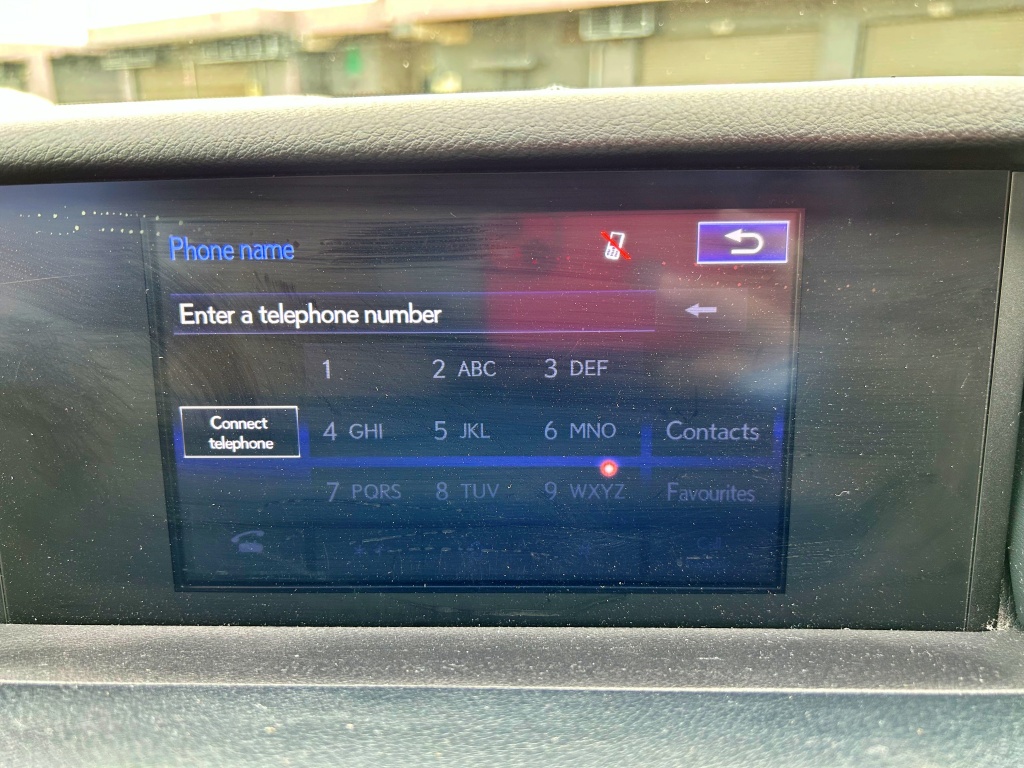 Phone name
Enter a telephone number
1 2 ABC 3 DEF
Connect
telephone
4 GHI 5 JKL 6 MNO Contacts
7 PQRS 8 TUV 9 WXYZ Favourites